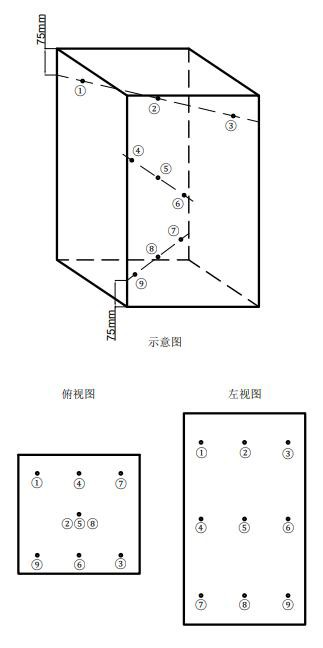 75mm
①
②
③
④
⑤
⑥
⑦
⑧
⑨
75mm
示意图
俯视图
左视图
① ④ ⑦
②⑤⑧
⑨ ⑥ ③
① ② ③
④ ⑤ ⑥
⑦ ⑧ ⑨